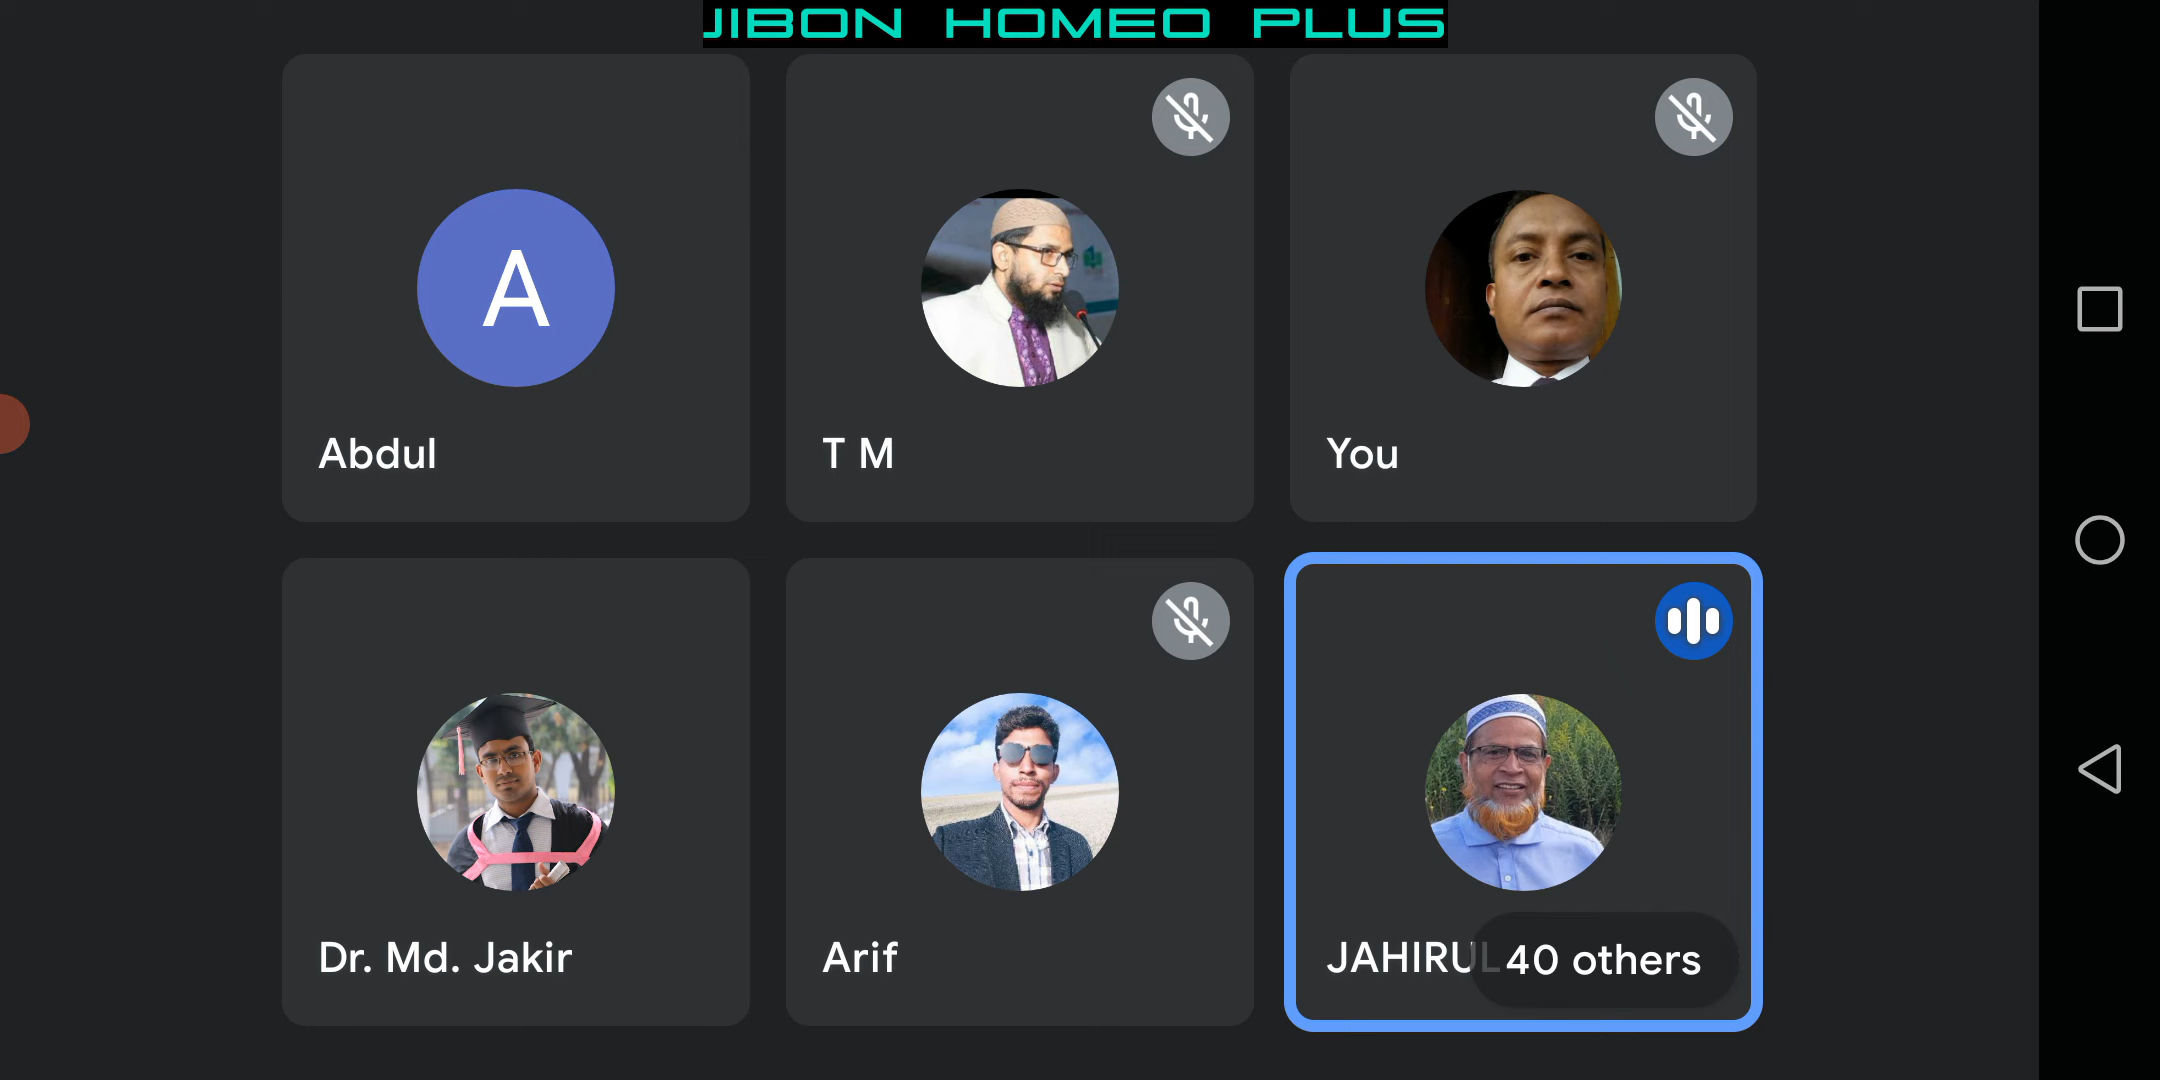 JIBON HOMEO PLUS
A
Abdul
T M
You
Dr. Md. Jakir
Arif
JAHIRUL
40 others